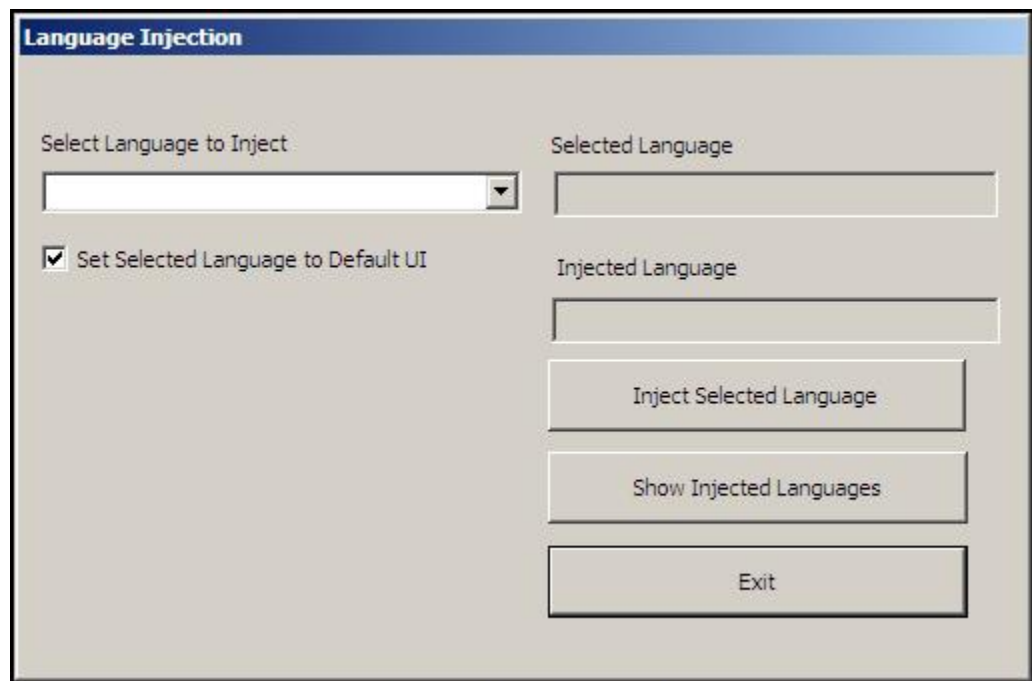 Language Injection
Select Language to Inject
Selected Language
Set Selected Language to Default UI
Injected Language
Inject Selected Language
Show Injected Languages
Exit